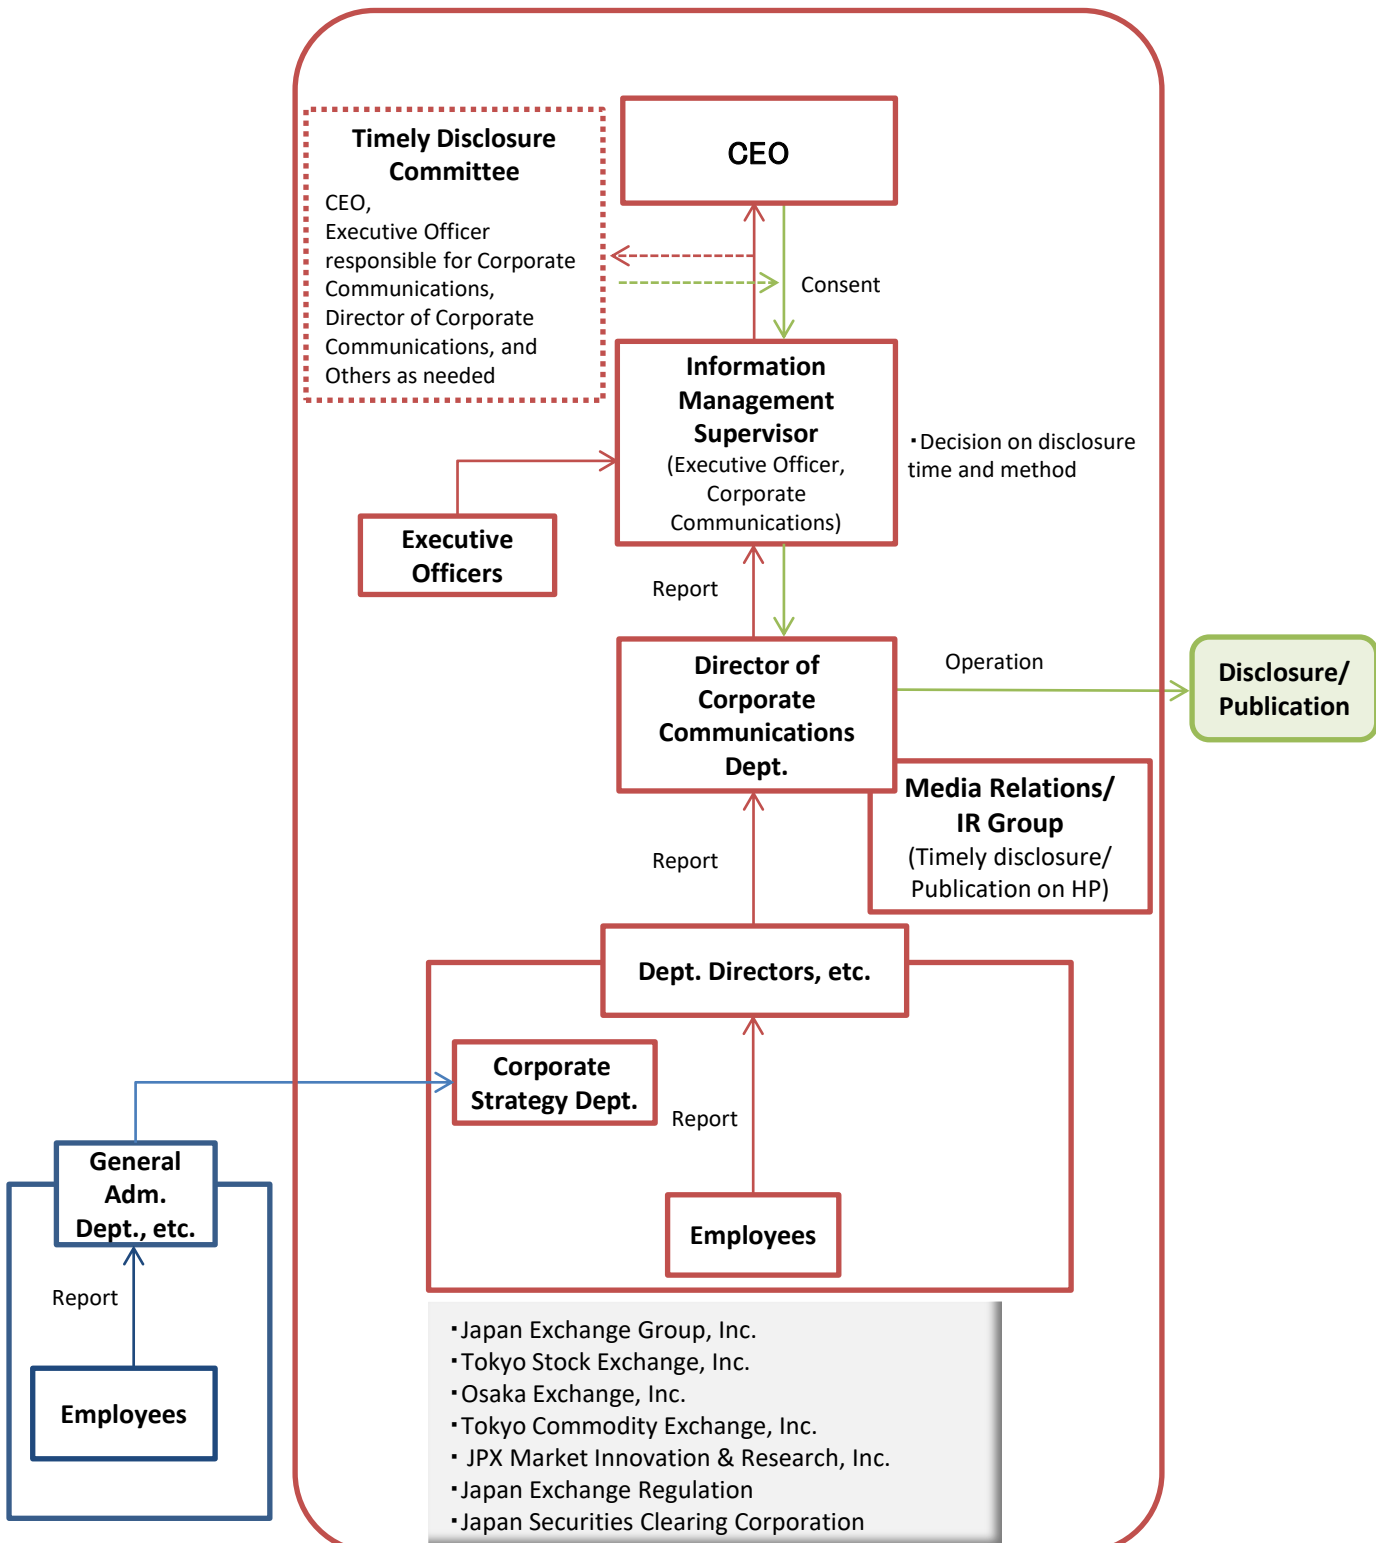 Timely Disclosure
Committee
CEO,
Executive Officer
responsible for Corporate
Communications,
Director of Corporate
Communications, and
Others as needed
CEO
Consent
Information
Management
Supervisor
(Executive Officer,
Corporate
Communications)
・Decision on disclosure
time and method
Executive
Officers
Report
Director of
Corporate
Communications
Dept.
Operation
Disclosure/
Publication
Media Relations/
IR Group
(Timely disclosure/
Publication on HP)
Report
Dept. Directors, etc.
Corporate
Strategy Dept.
Report
Employees
General
Adm.
Dept., etc.
Report
Employees
・Japan Exchange Group, Inc.
・Tokyo Stock Exchange, Inc.
・Osaka Exchange, Inc.
・Tokyo Commodity Exchange, Inc.
・ JPX Market Innovation & Research, Inc.
・Japan Exchange Regulation
・Japan Securities Clearing Corporation